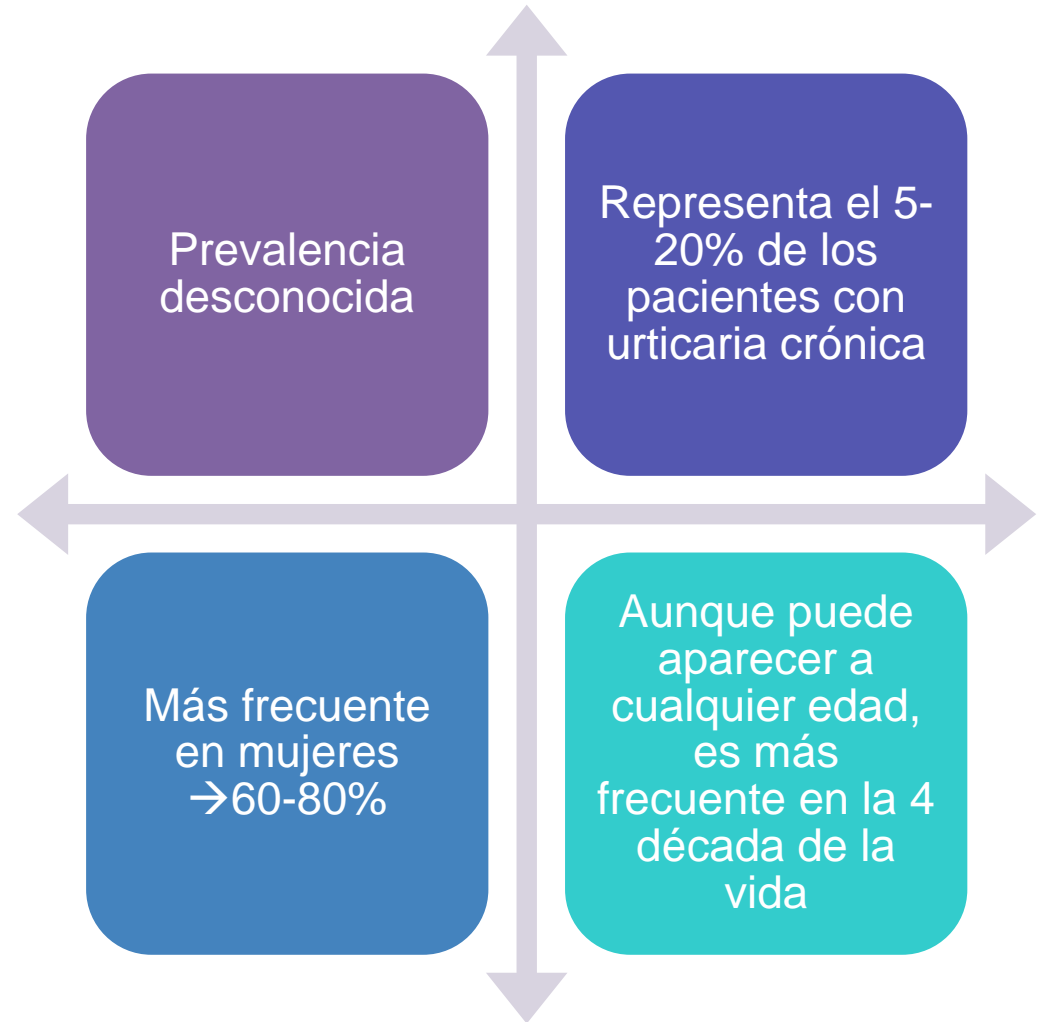 Prevalencia
desconocida
Representa el 5-
20% de los
pacientes con
urticaria crónica
Más frecuente
en mujeres
→60-80%
Aunque puede
aparecer a
cualquier edad,
es más
frecuente en la 4
década de la
vida